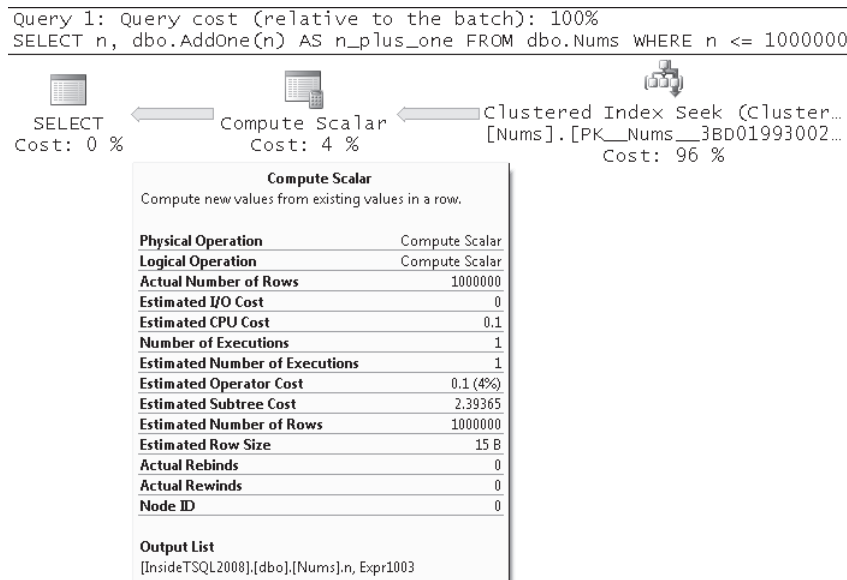 Query 1: Query cost (relative to the batch): 100%
SELECT n, dbo.AddOne(n) AS n_plus_one FROM dbo.Nums WHERE n <= 1000000
SELECT
Cost: 0 %
Compute Scalar
Cost: 4 %
Clustered Index Seek (Cluster…
[Nums].[PK__Nums__3BD01993002…
Cost: 96 %
Compute Scalar
Compute new values from existing values in a row.
Physical Operation Compute Scalar
Logical Operation Compute Scalar
Actual Number of Rows 1000000
Estimated I/O Cost 0
Estimated CPU Cost 0.1
Number of Executions 1
Estimated Number of Executions 1
Estimated Operator Cost 0.1 (4%)
Estimated Subtree Cost 2.39365
Estimated Number of Rows 1000000
Estimated Row Size 15 B
Actual Rebinds 0
Actual Rewinds 0
Node ID 0
Output List
[InsideTSQL2008].[dbo].[Nums].n, Expr1003